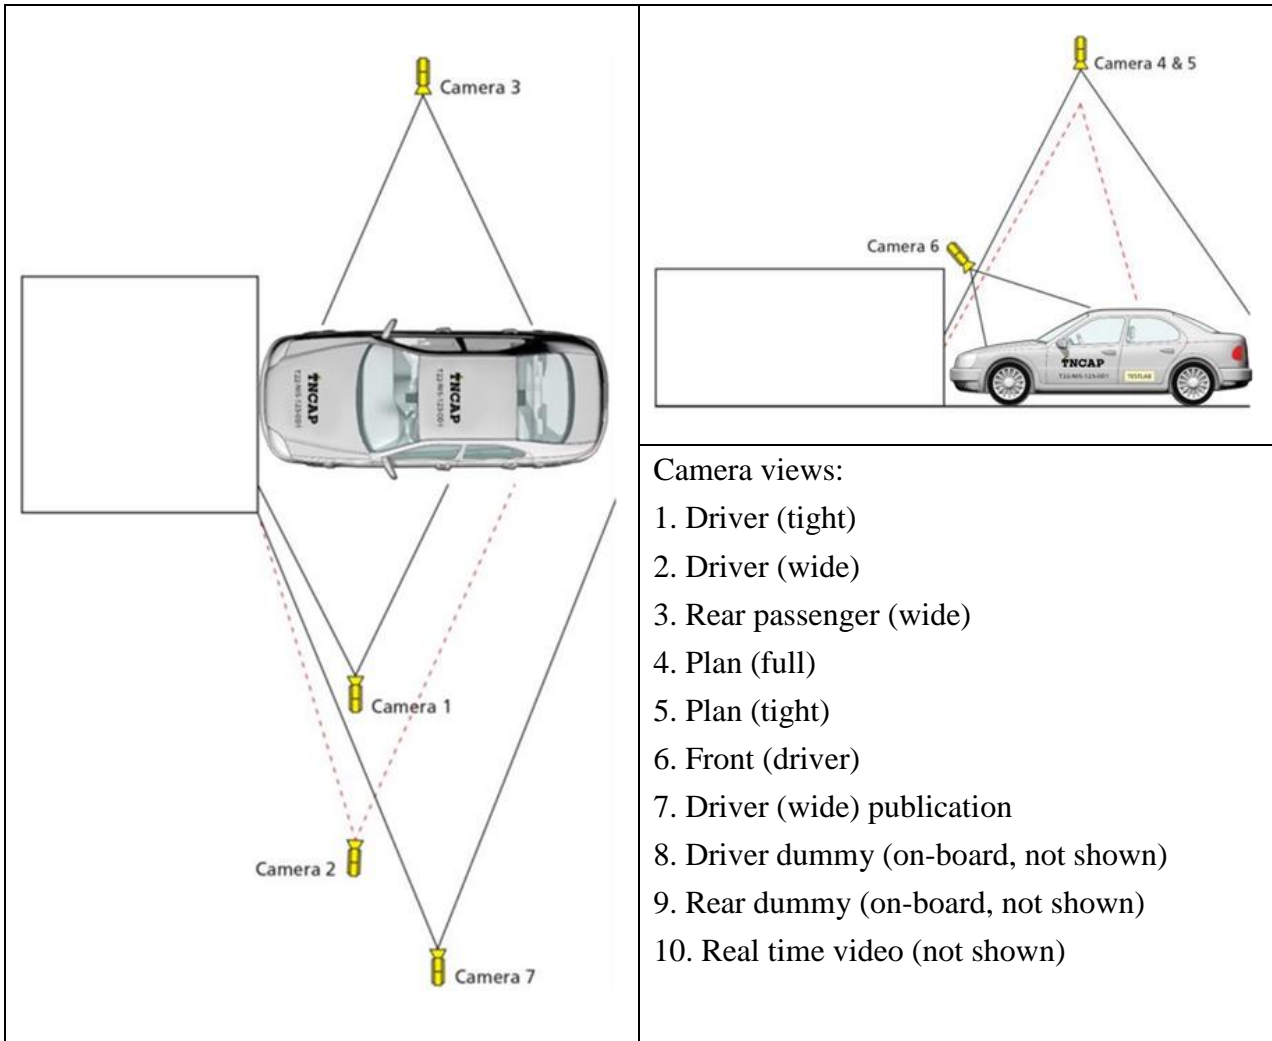 Camera 3
TNCAP
TNCAP
Camera 1
Camera 2
Camera 7
Camera 4 & 5
Camera 6
TNCAP
TESTLAB
Camera views:
1. Driver (tight)
2. Driver (wide)
3. Rear passenger (wide)
4. Plan (full)
5. Plan (tight)
6. Front (driver)
7. Driver (wide) publication
8. Driver dummy (on-board, not shown)
9. Rear dummy (on-board, not shown)
10. Real time video (not shown)